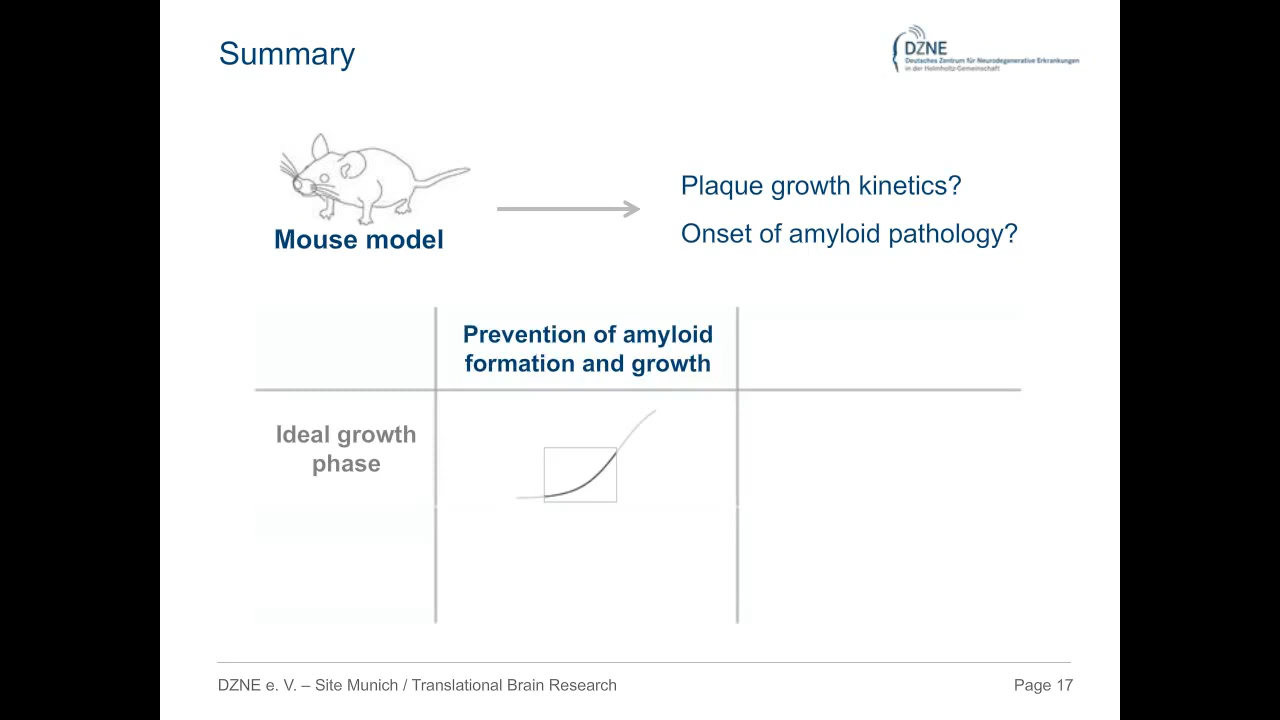 Summary
DZNE
Deutsches Zentrum für Neurodegenerative Erkrankungen
in der Helmholtz-Gemeinschaft
Mouse model
Plaque growth kinetics?
Onset of amyloid pathology?
Prevention of amyloid
formation and growth
Ideal growth
phase
DZNE e. V. – Site Munich / Translational Brain Research
Page 17